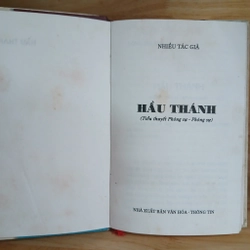 NHIỀU TÁC GIẢ
HẦU THÁNH
(Tiểu thuyết Phóng sự - Phóng sự)
NHÀ XUẤT BẢN VĂN HÓA - THÔNG TIN